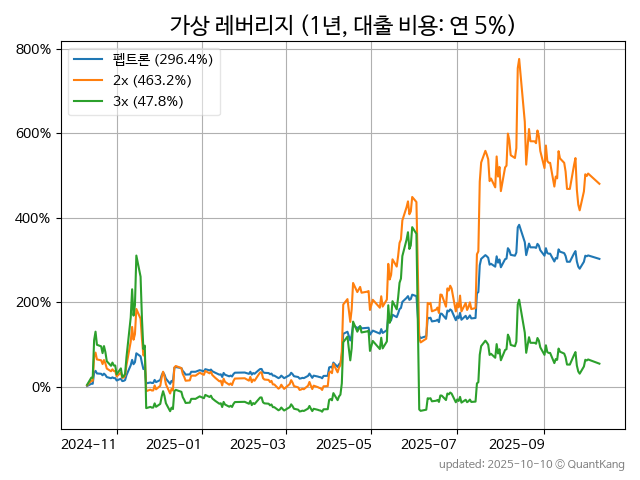 가상 레버리지 (1년, 대출 비용: 연 5%)
800%
600%
400%
200%
0%
펩트론 (296.4%)
2x (463.2%)
3x (47.8%)
2024-11
2025-01
2025-03
2025-05
2025-07
2025-09
updated: 2025-10-10 © QuantKang